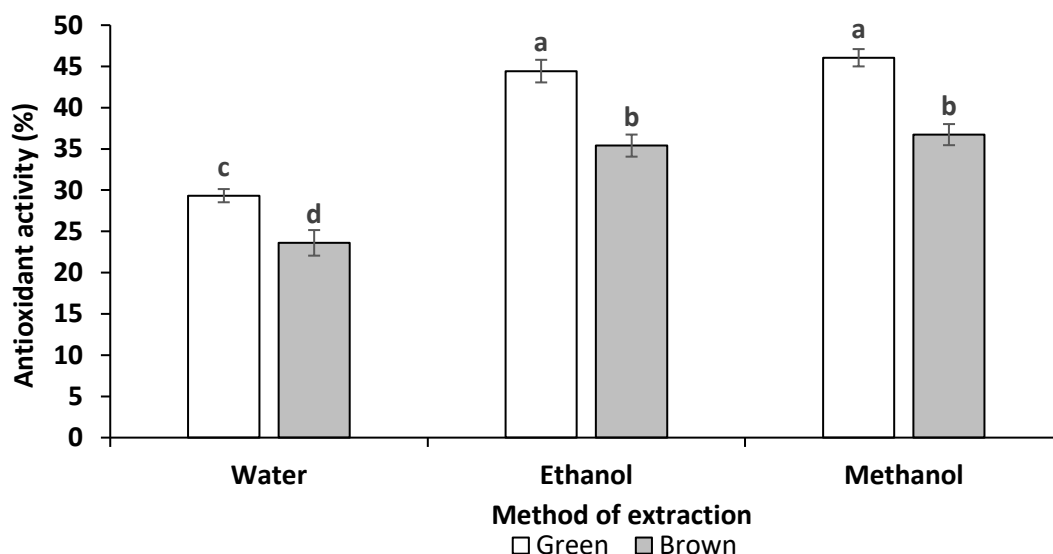 Antioxidant activity (%)
50
45
40
35
30
25
20
15
10
5
0
c
d
a
b
a
b
Water Ethanol Methanol
Method of extraction
Green Brown